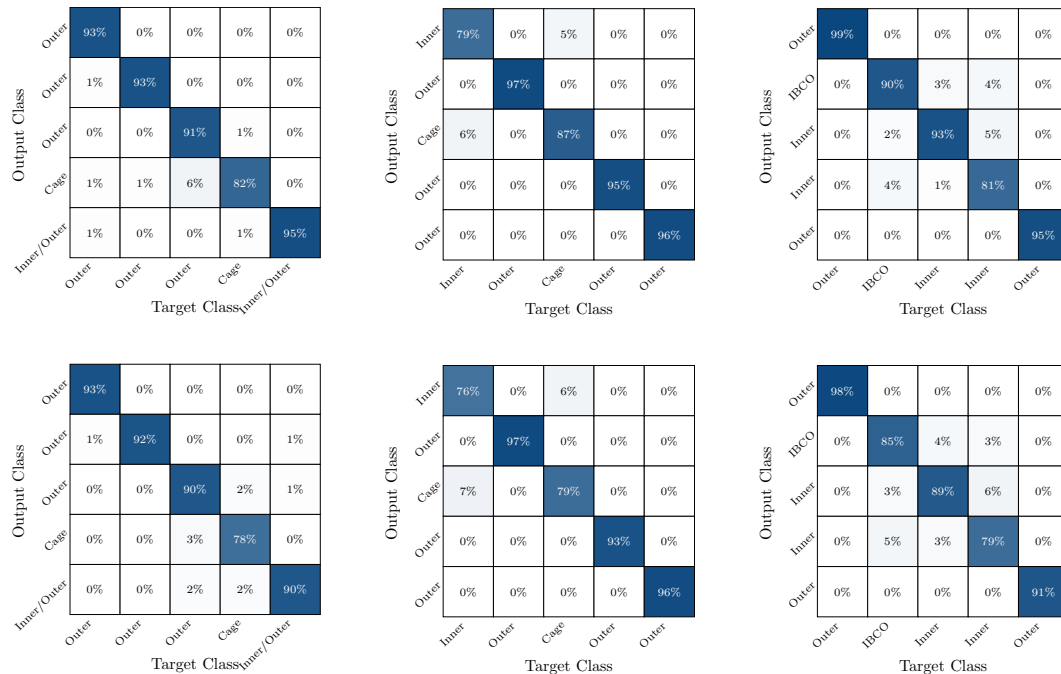 Outer 93% 0% 0% 0% 0%
Outer 1% 93% 0% 0% 0%
Outer 0% 0% 91% 1% 0%
Cage 1% 1% 6% 82% 0%
Inner/Outer 1% 0% 0% 1% 95%
Outer Outer Outer Cage Inner/Outer
Target Class
Output Class
Inner 79% 0% 5% 0% 0%
Outer 0% 97% 0% 0% 0%
Cage 6% 0% 87% 0% 0%
Outer 0% 0% 0% 95% 0%
Outer 0% 0% 0% 0% 96%
Inner Outer Cage Outer Outer
Target Class
Output Class
Outer 99% 0% 0% 0% 0%
IBCO 0% 90% 3% 4% 0%
Inner 0% 2% 93% 5% 0%
Inner 0% 4% 1% 81% 0%
Outer 0% 0% 0% 0% 95%
Outer IBCO Inner Inner Outer
Target Class
Output Class
Outer 93% 0% 0% 0% 0%
Outer 1% 92% 0% 0% 1%
Outer 0% 0% 90% 2% 1%
Cage 0% 0% 3% 78% 0%
Inner/Outer 0% 0% 2% 2% 90%
Outer Outer Outer Cage Inner/Outer
Target Class
Output Class
Inner 76% 0% 6% 0% 0%
Outer 0% 97% 0% 0% 0%
Cage 7% 0% 79% 0% 0%
Outer 0% 0% 0% 93% 0%
Outer 0% 0% 0% 0% 96%
Inner Outer Cage Outer Outer
Target Class
Output Class
Outer 98% 0% 0% 0% 0%
IBCO 0% 85% 4% 3% 0%
Inner 0% 3% 89% 6% 0%
Inner 0% 5% 3% 79% 0%
Outer 0% 0% 0% 0% 91%
Outer IBCO Inner Inner Outer
Target Class
Output Class